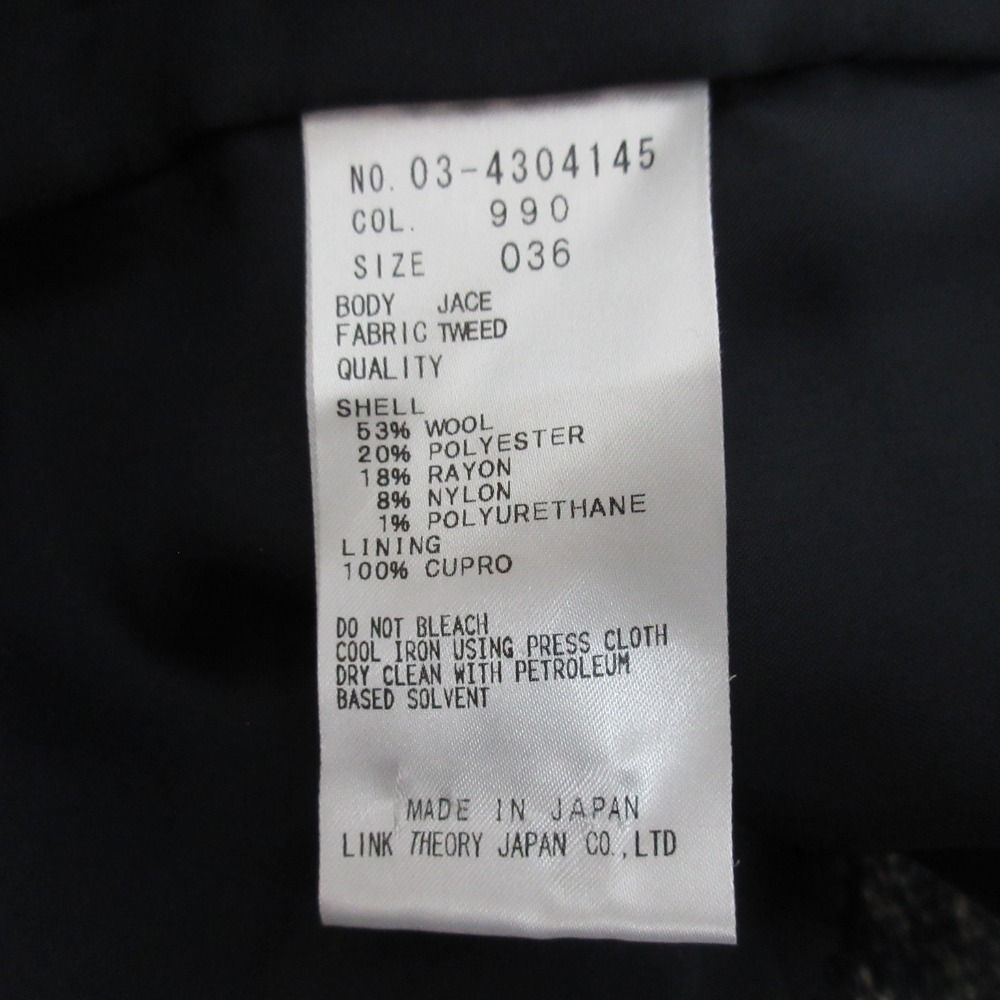 NO. 03-4304145
COL. 990
SIZE 036
BODY JACE
FABRIC TWEED
QUALITY
SHELL
53% WOOL
20% POLYESTER
18% RAYON
8% NYLON
1% POLYURETHANE
LINING
100% CUPRO
DO NOT BLEACH
COOL IRON USING PRESS CLOTH
DRY CLEAN WITH PETROLEUM
BASED SOLVENT
MADE IN JAPAN
LINK THEORY JAPAN CO.,LTD